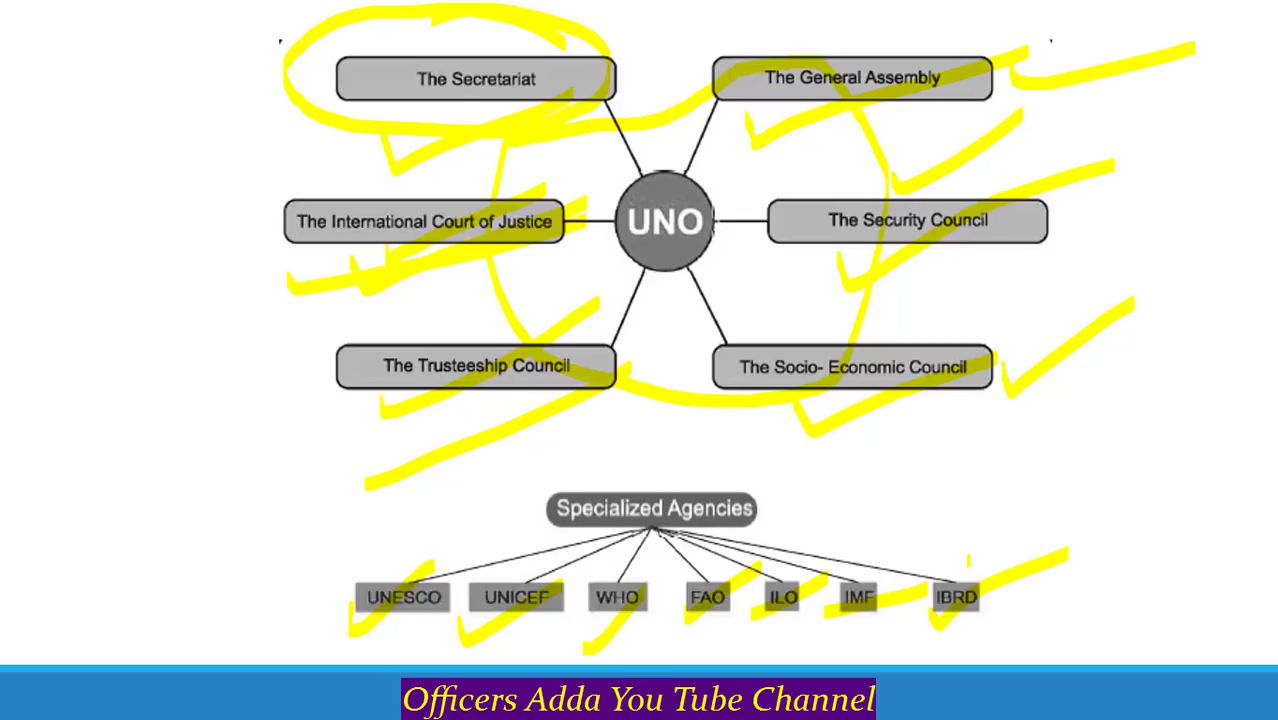 The Secretariat
The General Assembly
The International Court of Justice
UNO
The Security Council
The Trusteeship Council
The Socio- Economic Council
Specialized Agencies
UNESCO
UNICEF
WHO
FAO
ILO
IMF
IBRD
Officers Adda You Tube Channel